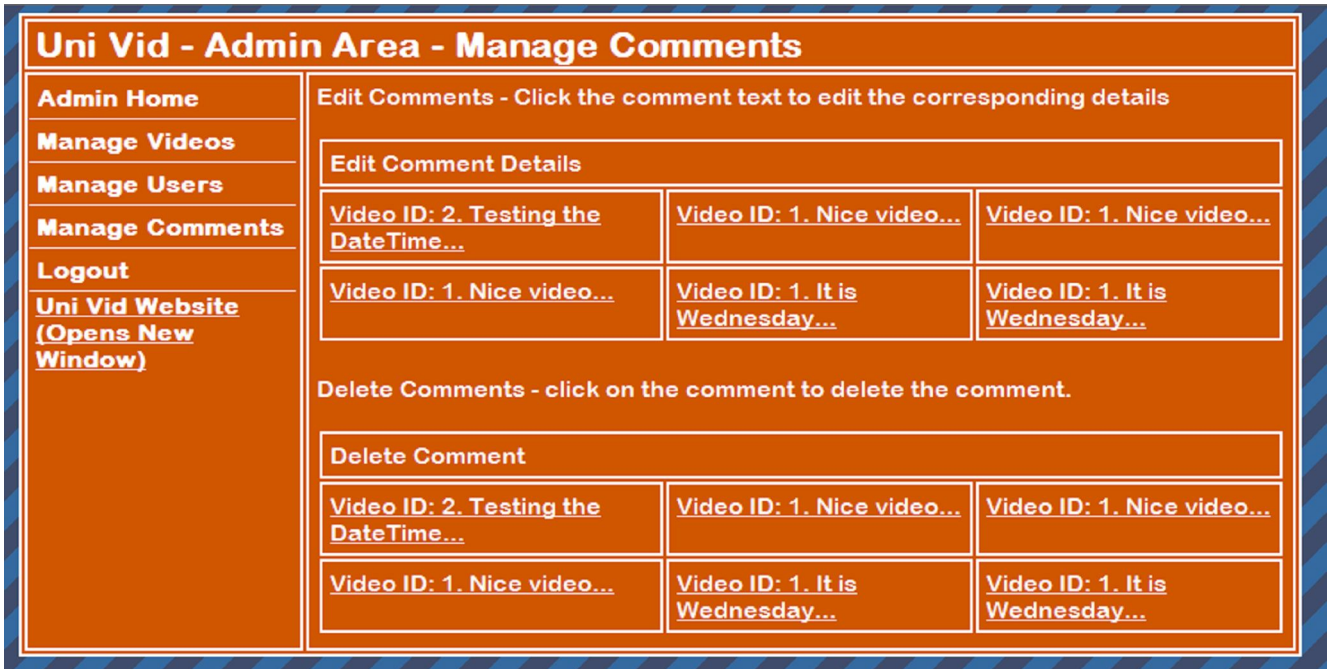 Uni Vid - Admin Area - Manage Comments
Admin Home
Manage Videos
Manage Users
Manage Comments
Logout
Uni Vid Website
(Opens New
Window)
Edit Comments - Click the comment text to edit the corresponding details
Edit Comment Details
Video ID: 2. Testing the
DateTime...
Video ID: 1. Nice video...
Video ID: 1. Nice video...
Video ID: 1. Nice video...
Video ID: 1. It is
Wednesday...
Video ID: 1. It is
Wednesday...
Delete Comments - click on the comment to delete the comment.
Delete Comment
Video ID: 2. Testing the
DateTime...
Video ID: 1. Nice video...
Video ID: 1. Nice video...
Video ID: 1. Nice video...
Video ID: 1. It is
Wednesday...
Video ID: 1. It is
Wednesday...